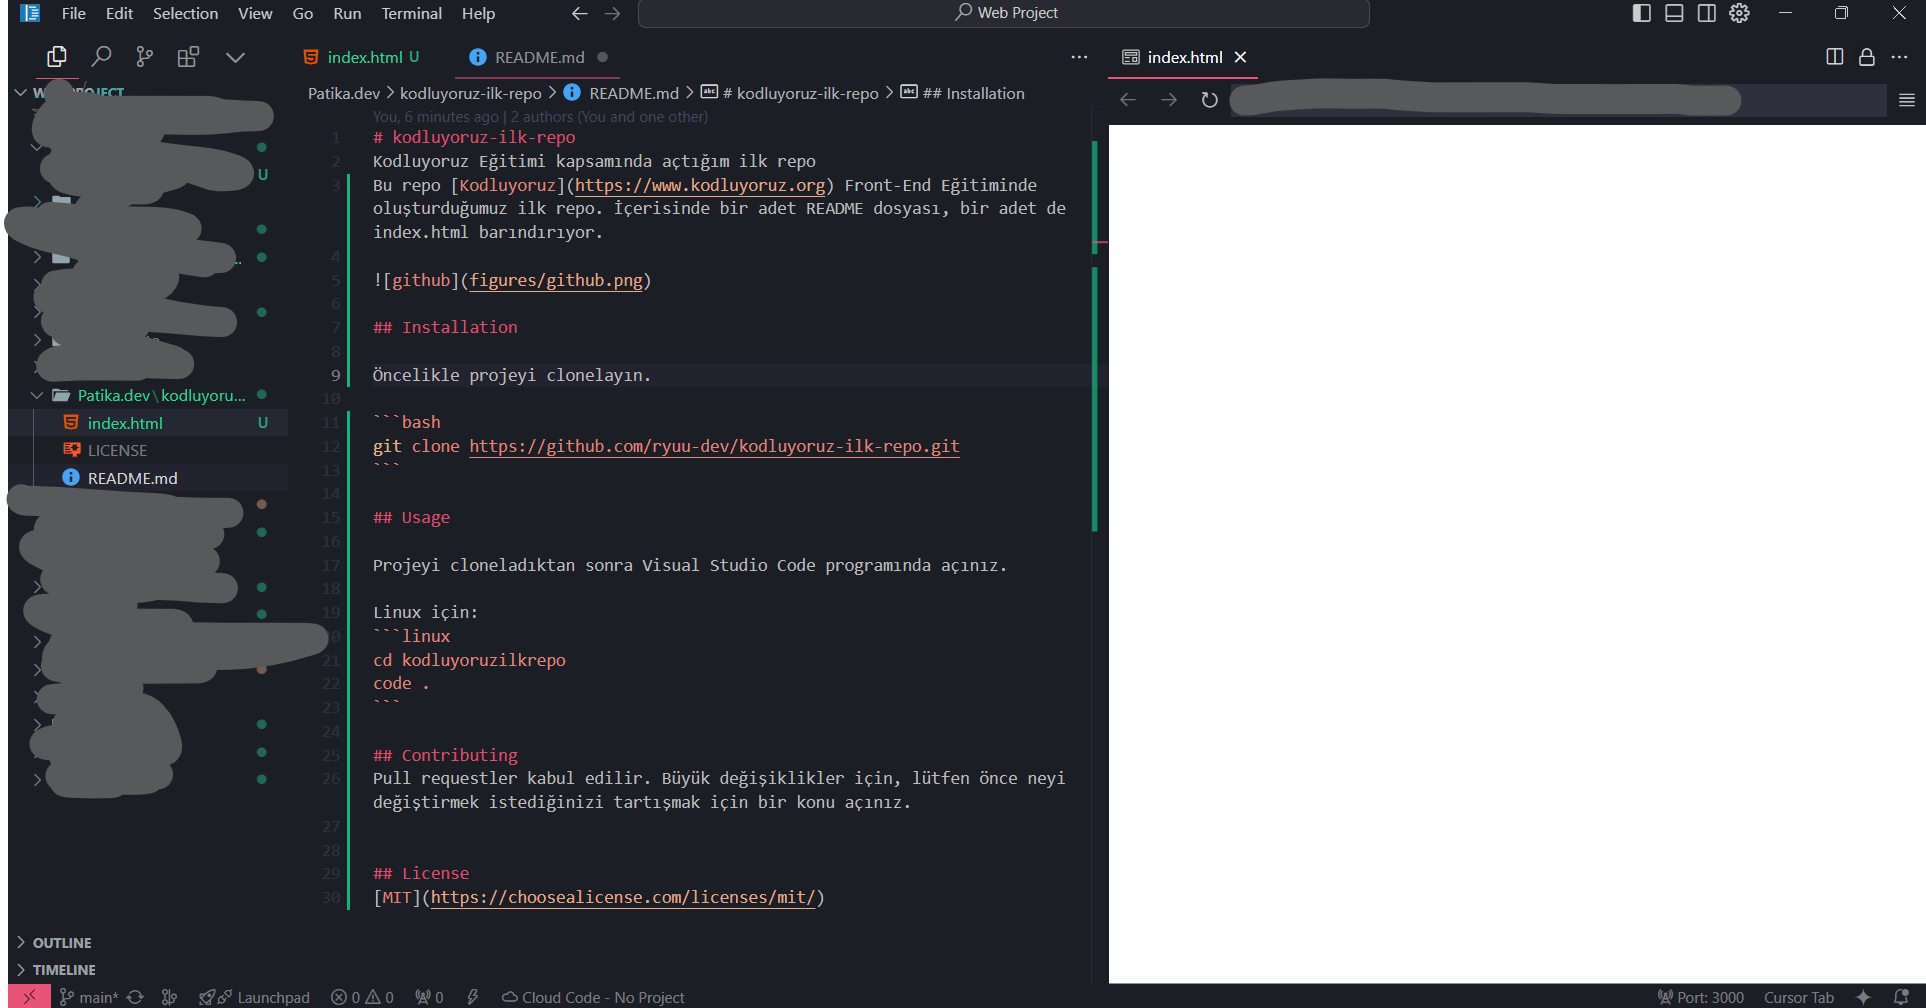 File Edit Selection View Go Run Terminal Help
Web Project
index.html U
README.md
index.html
Patika.dev > kodluyoruz-ilk-repo > README.md > # kodluyoruz-ilk-repo > ## Installation
You, 6 minutes ago | 2 authors (You and one other)
1 # kodluyoruz-ilk-repo
2 Kodluyoruz Eğitimi kapsamında açtığım ilk repo
3 Bu repo [Kodluyoruz](https://www.kodluyoruz.org) Front-End Eğitiminde
oluşturduğumuz ilk repo. İçerisinde bir adet README dosyası, bir adet de
index.html barındırıyor.
4
5 ![github](figures/github.png)
6
7 ## Installation
8
9 Öncelikle projeyi clonelayın.
10
11 ```bash
12 git clone https://github.com/ryuu-dev/kodluyoruz-ilk-repo.git
13 ```
14
15 ## Usage
16
17 Projeyi cloneladıktan sonra Visual Studio Code programında açınız.
18
19 Linux için:
```linux
21 cd kodluyoruzilkrepo
22 code .
23 ```
24
25 ## Contributing
26 Pull requestler kabul edilir. Büyük değişiklikler için, lütfen önce neyi
değiştirmek istediğinizi tartışmak için bir konu açınız.
27
28
29 ## License
30 [MIT](https://choosealicense.com/licenses/mit/)
U
Patika.dev\kodluyoru...
index.html U
LICENSE
README.md
OUTLINE
TIMELINE
main* Launchpad 0 0 0 Cloud Code - No Project
Port: 3000 Cursor Tab